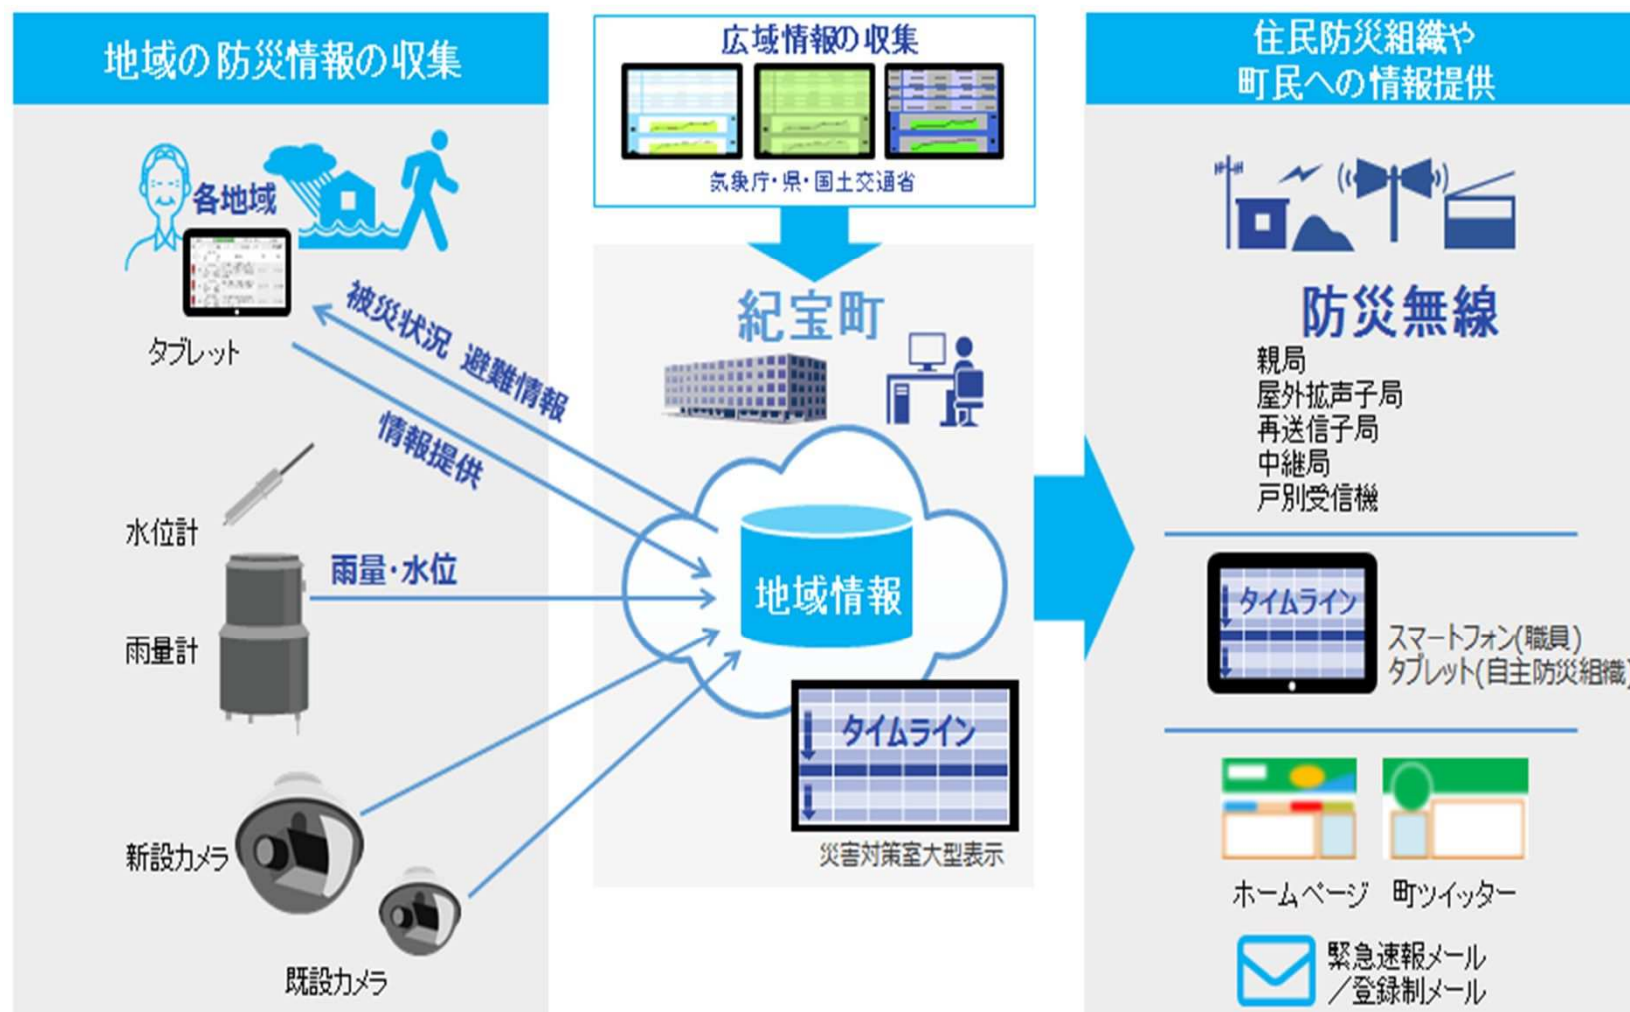 地域の防災情報の収集
各地域
タブレット
被災状況 避難情報
情報提供
水位計
雨量・水位
雨量計
新設カメラ
既設カメラ
広域情報の収集
気象庁・県・国土交通省
紀宝町
地域情報
タイムライン
災害対策室大型表示
住民防災組織や
町民への情報提供
防災無線
親局
屋外拡声子局
再送信子局
中継局
戸別受信機
タイムライン
スマートフォン(職員)
タブレット(自主防災組織)
ホームページ
町ツイッター
緊急速報メール
／登録制メール